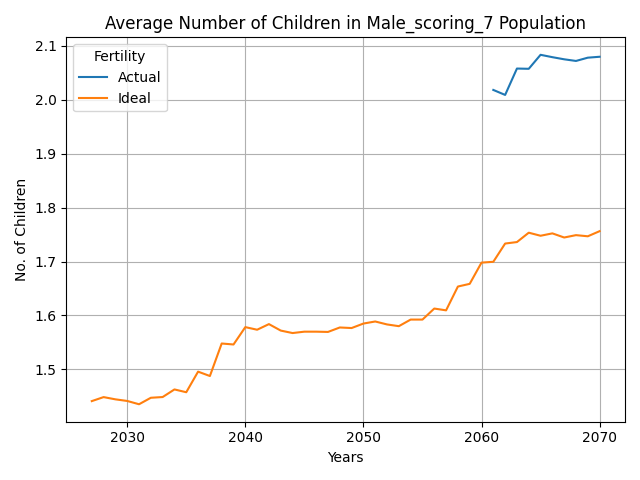 Average Number of Children in Male_scoring_7 Population
Fertility
Actual
Ideal
No. of Children
2.1
2.0
1.9
1.8
1.7
1.6
1.5
2030 2040 2050 2060 2070
Years